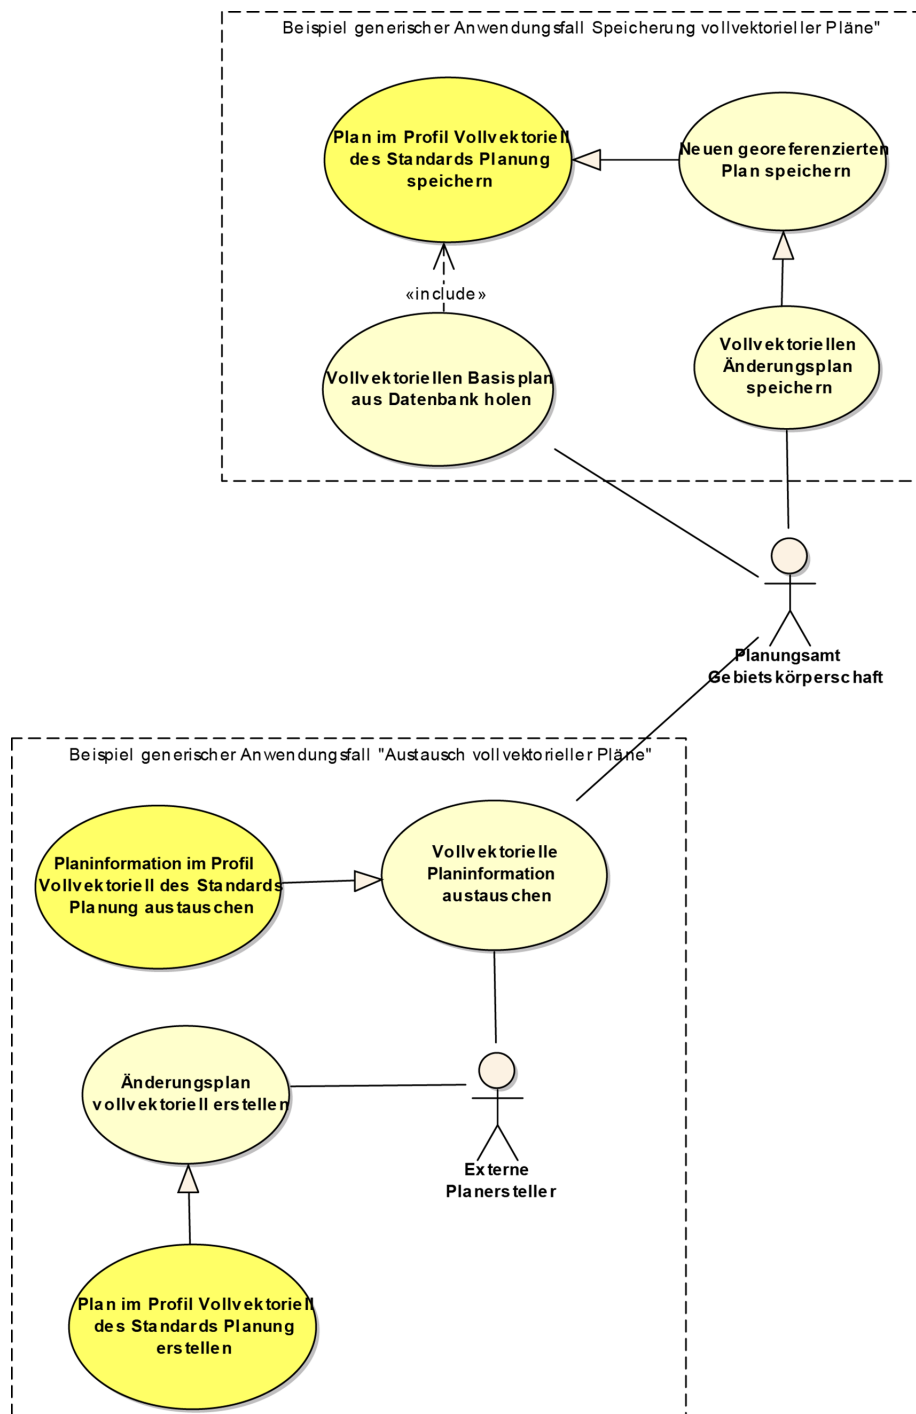 Beispiel generischer Anwendungsfall Speicherung vollvektorieller Pläne"
Plan im Profil Vollvektoriell
des Standards Planung
speichern
Neuen georeferenzierten
Plan speichern
«include»
Vollvektoriellen Basisplan
aus Datenbank holen
Vollvektoriellen
Änderungsplan
speichern
Planungsamt
Gebietskörperschaft
Beispiel generischer Anwendungsfall "Austausch vollvektorieller Pläne"
Planinformation im Profil
Vollvektoriell des Standards
Planung austauschen
Vollvektorielle
Planinformation
austauschen
Änderungsplan
vollvektoriell erstellen
Externe
Planersteller
Plan im Profil Vollvektoriell
des Standards Planung
erstellen